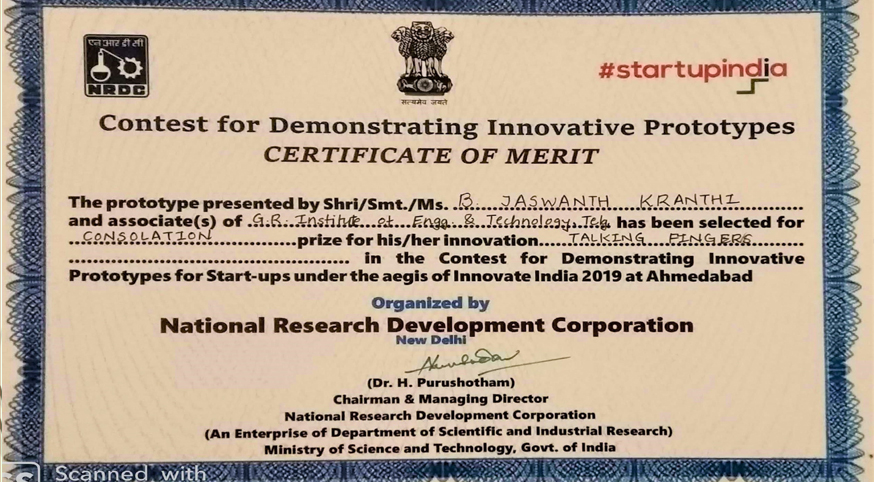 एन आर डी सी
NRDC
सत्यमेव जयते
#startupindia
Contest for Demonstrating Innovative Prototypes
CERTIFICATE OF MERIT
The prototype presented by Shri/Smt./Ms. B. JASWANTH KRANTHI
and associate(s) of G.R. Institute of Engg. & Technology, Tel. has been selected for
CONSOLATION prize for his/her innovation TALKING PINGERS
in the Contest for Demonstrating Innovative
Prototypes for Start-ups under the aegis of Innovate India 2019 at Ahmedabad
Organized by
National Research Development Corporation
New Delhi
(Dr. H. Purushotham)
Chairman & Managing Director
National Research Development Corporation
(An Enterprise of Department of Scientific and Industrial Research)
Ministry of Science and Technology, Govt. of India
Scanned with